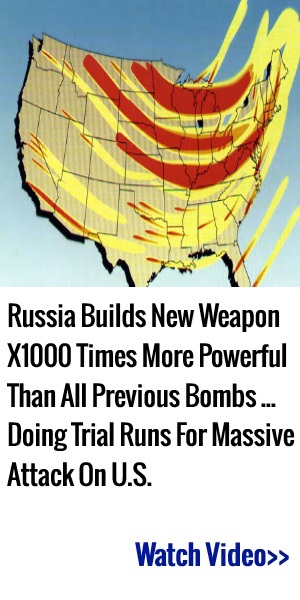 Russia Builds New Weapon
X1000 Times More Powerful
Than All Previous Bombs ...
Doing Trial Runs For Massive
Attack On U.S.
Watch Video>>